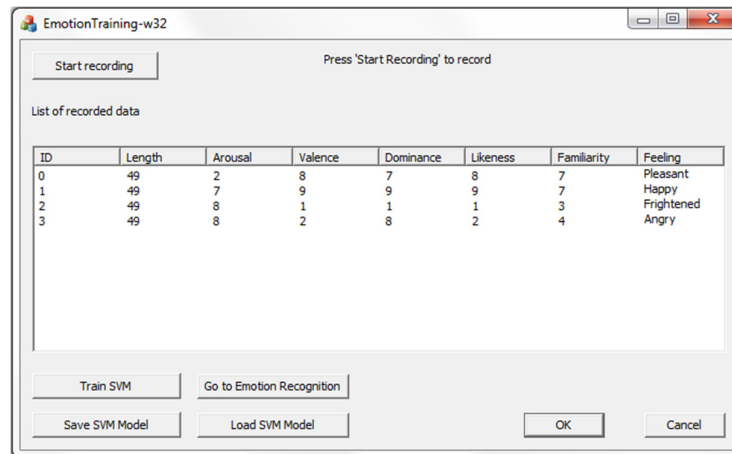 EmotionTraining-w32
Start recording
Press 'Start Recording' to record
List of recorded data
ID Length Arousal Valence Dominance Likeness Familiarity Feeling
0 49 2 8 7 8 7 Pleasant
1 49 7 9 9 9 7 Happy
2 49 8 1 1 1 3 Frightened
3 49 8 2 8 2 4 Angry
Train SVM Go to Emotion Recognition
Save SVM Model Load SVM Model OK Cancel